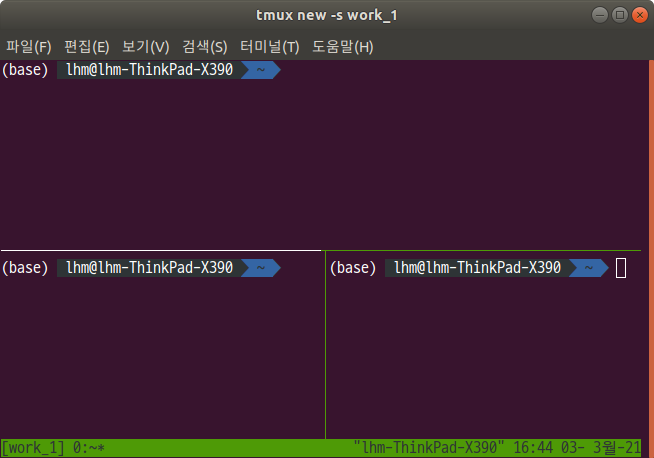 tmux new -s work_1
파일(F) 편집(E) 보기(V) 검색(S) 터미널(T) 도움말(H)
(base) lhm@lhm-ThinkPad-X390 ~
(base) lhm@lhm-ThinkPad-X390 ~
(base) lhm@lhm-ThinkPad-X390 ~
[work_1] 0:~* "lhm-ThinkPad-X390" 16:44 03- 3월-21